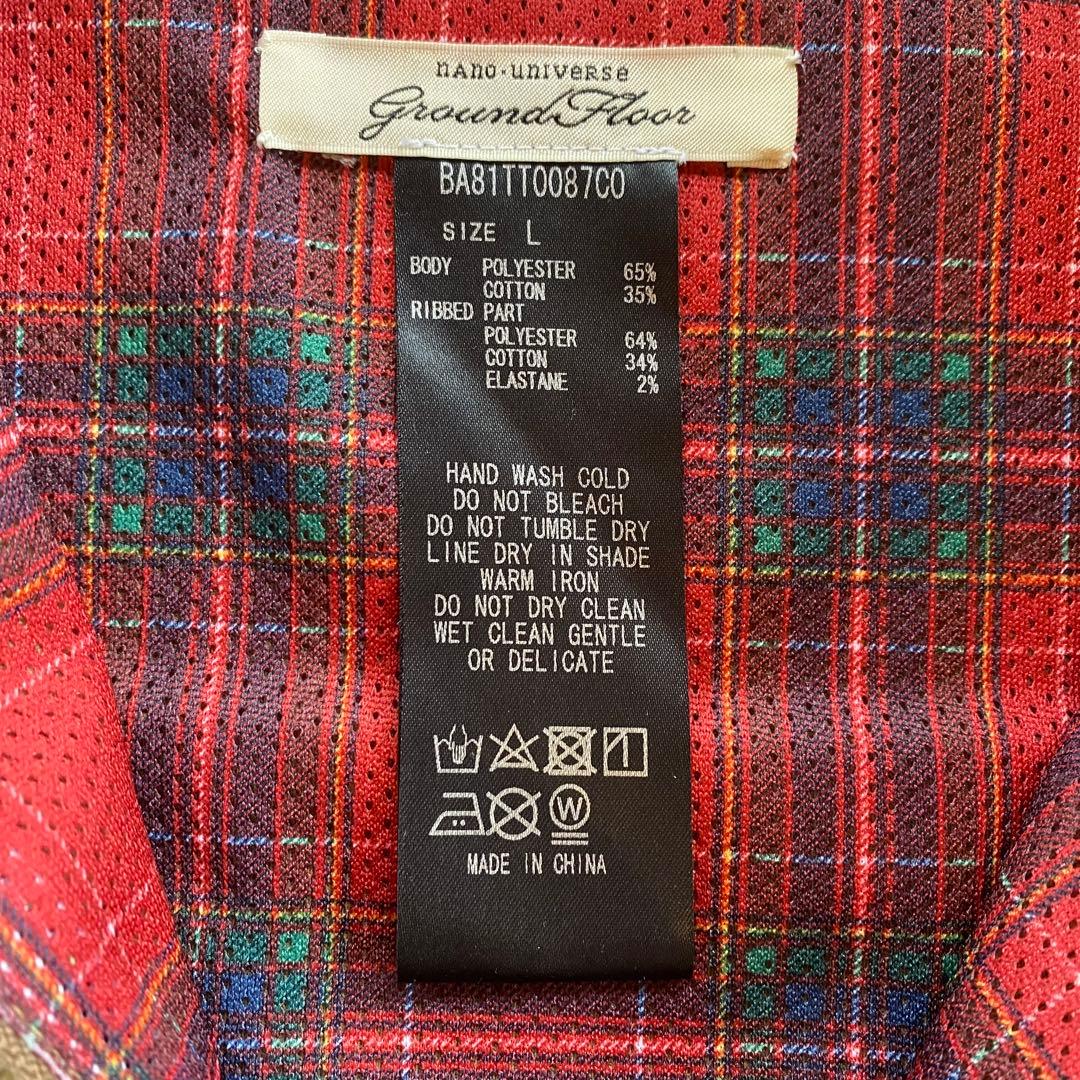 nano·universe
GroundFloor
BA81TT0087C0
SIZE L
BODY POLYESTER 65%
COTTON 35%
RIBBED PART
POLYESTER 64%
COTTON 34%
ELASTANE 2%
HAND WASH COLD
DO NOT BLEACH
DO NOT TUMBLE DRY
LINE DRY IN SHADE
WARM IRON
DO NOT DRY CLEAN
WET CLEAN GENTLE
OR DELICATE
W
MADE IN CHINA